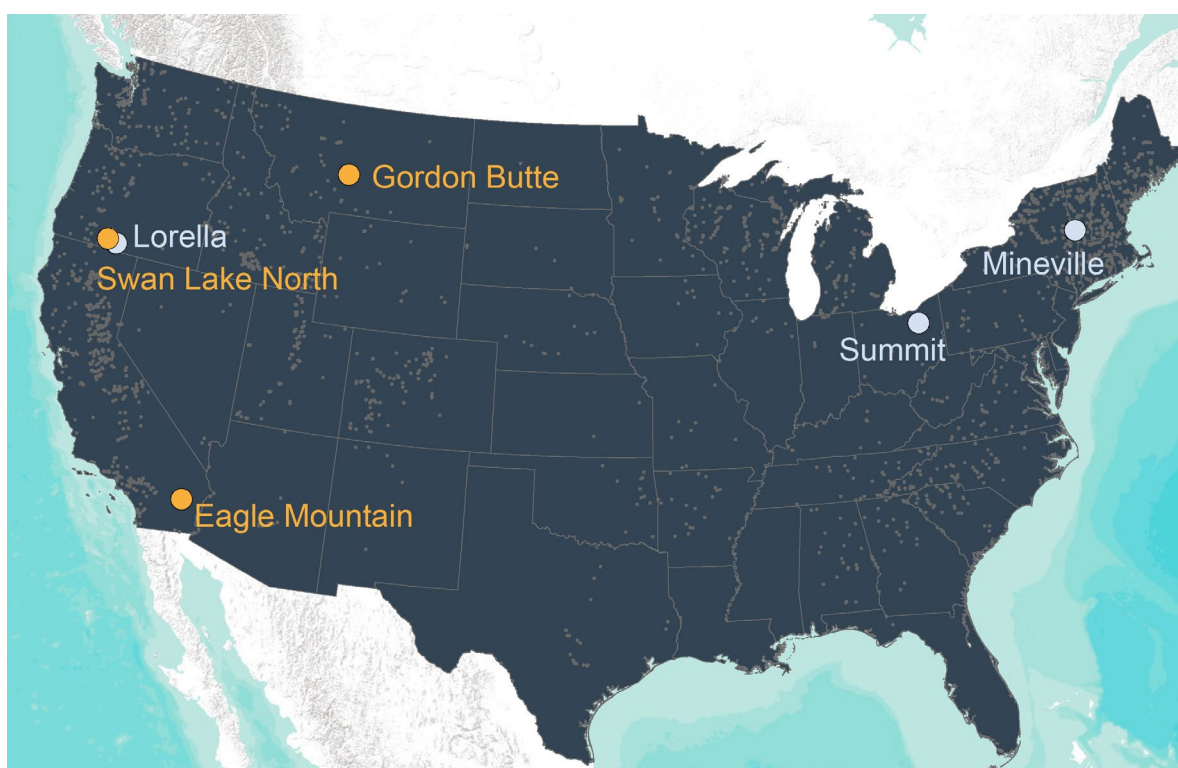 Gordon Butte
Lorella
Swan Lake North
Mineville
Summit
Eagle Mountain